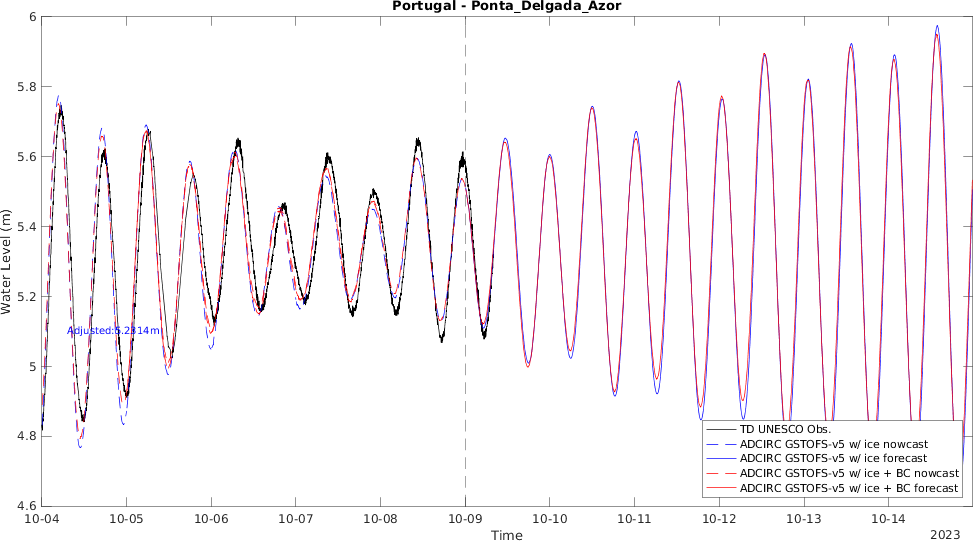 Portugal - Ponta_Delgada_Azor
6
5.8
5.6
5.4
5.2
5
4.8
4.6
Water Level (m)
Adjusted:5.2314m
TD UNESCO Obs.
ADCIRC GSTOFS-v5 w/ ice nowcast
ADCIRC GSTOFS-v5 w/ ice forecast
ADCIRC GSTOFS-v5 w/ ice + BC nowcast
ADCIRC GSTOFS-v5 w/ ice + BC forecast
10-04 10-05 10-06 10-07 10-08 10-09 10-10 10-11 10-12 10-13 10-14
Time
2023